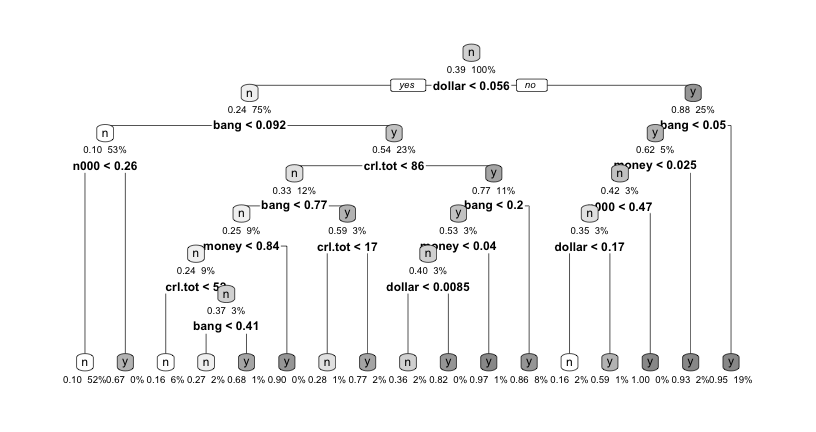 n
0.39 100%
yes dollar < 0.056 no
n y
0.24 75% 0.88 25%
bang < 0.092 bang < 0.05
n y y
0.10 53% 0.54 23% 0.62 5%
n000 < 0.26 crl.tot < 86 money < 0.025
n y n
0.33 12% 0.77 11% 0.42 3%
bang < 0.77 bang < 0.2 000 < 0.47
n y y n
0.25 9% 0.59 3% 0.53 3% 0.35 3%
money < 0.84 crl.tot < 17 money < 0.04 dollar < 0.17
n n
0.24 9% 0.40 3%
crl.tot < dollar < 0.0085
n
0.37 3%
bang < 0.41
n y n n y y n y n y y y n y y y y
0.10 52% 0.67 0% 0.16 6% 0.27 2% 0.68 1% 0.90 0% 0.28 1% 0.77 2% 0.36 2% 0.82 0% 0.97 1% 0.86 8% 0.16 2% 0.59 1% 1.00 0% 0.93 2% 0.95 19%